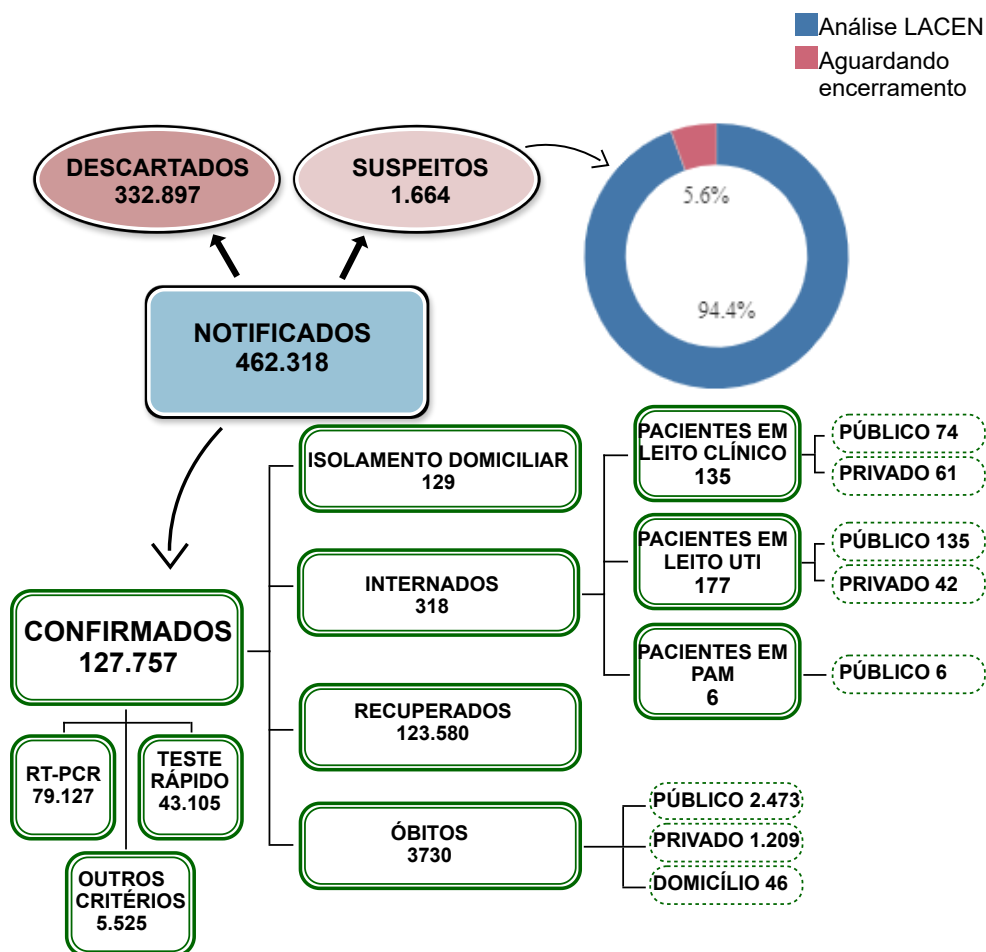 Análise LACEN
Aguardando
encerramento
DESCARTADOS
332.897
SUSPEITOS
1.664
5.6%
94.4%
NOTIFICADOS
462.318
CONFIRMADOS
127.757
RT-PCR
79.127
TESTE
RÁPIDO
43.105
OUTROS
CRITÉRIOS
5.525
ISOLAMENTO DOMICILIAR
129
INTERNADOS
318
RECUPERADOS
123.580
ÓBITOS
3730
PACIENTES EM
LEITO CLÍNICO
135
PÚBLICO 74
PRIVADO 61
PACIENTES EM
LEITO UTI
177
PÚBLICO 135
PRIVADO 42
PACIENTES EM
PAM
6
PÚBLICO 6
PÚBLICO 2.473
PRIVADO 1.209
DOMICÍLIO 46